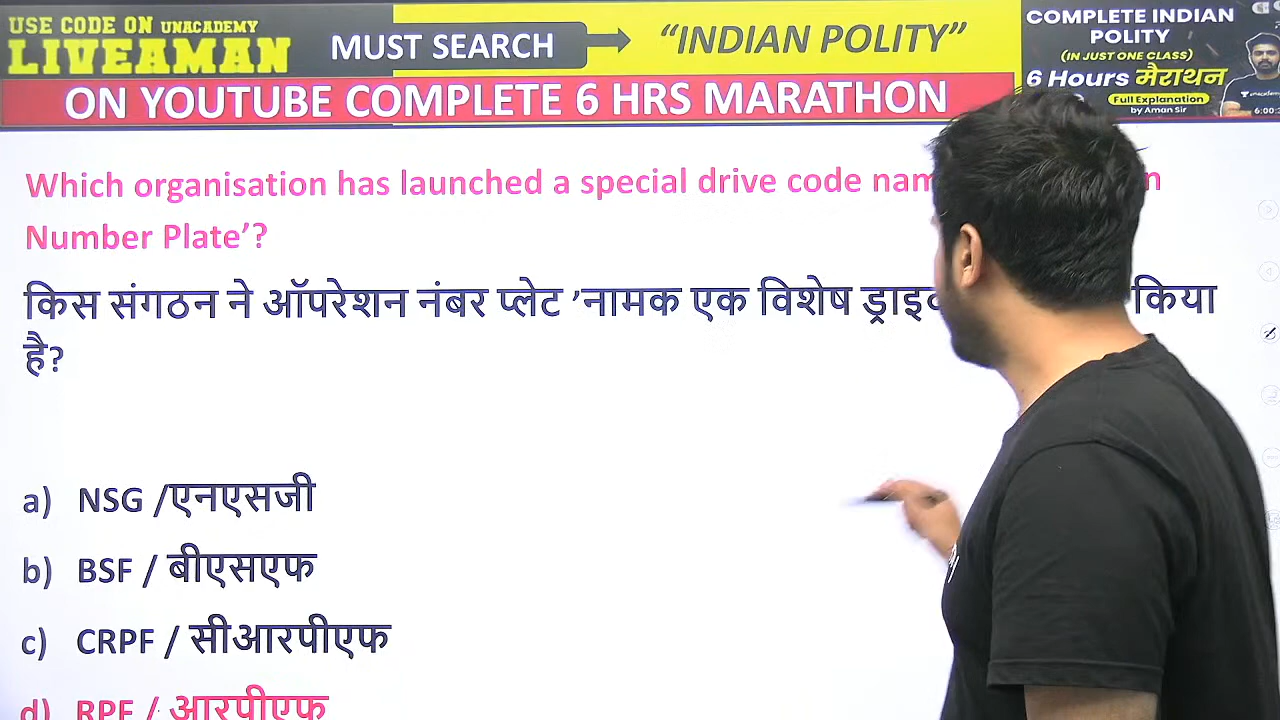 USE CODE ON UNACADEMY
LIVEAMAN
MUST SEARCH
“INDIAN POLITY”
ON YOUTUBE COMPLETE 6 HRS MARATHON
COMPLETE INDIAN
POLITY
(IN JUST ONE CLASS)
6 Hours मैराथन
Full Explanation
by Aman Sir
Which organisation has launched a special drive code
Number Plate’?
किस संगठन ने ऑपरेशन नंबर प्लेट ’नामक एक विशेष किया
है?
a) NSG /एनएसजी
b) BSF / बीएसएफ
c) CRPF / सीआरपीएफ
d) RPF / आरपीएफ